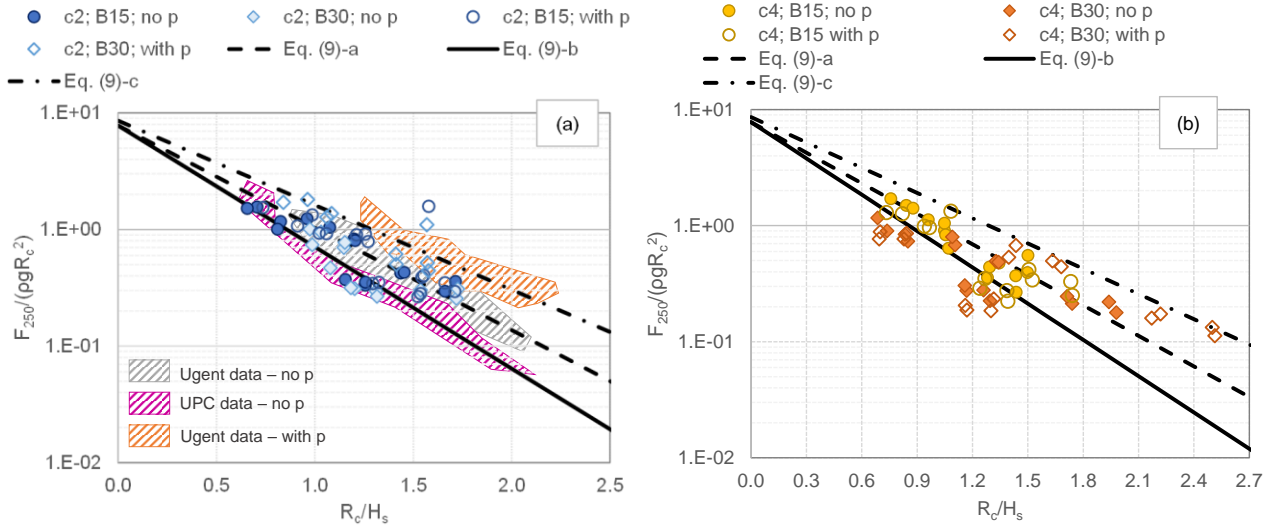 c2; B15; no p
c2; B30; no p
c2; B15; with p
c2; B30; with p
Eq. (9)-a
Eq. (9)-b
Eq. (9)-c
F250/(ρgRc^2)
1.E+01
1.E+00
1.E-01
1.E-02
(a)
Ugent data – no p
UPC data – no p
Ugent data – with p
0.0 0.5 1.0 1.5 2.0 2.5
Rc/Hs
c4; B15; no p
c4; B30; no p
c4; B15 with p
c4; B30; with p
Eq. (9)-a
Eq. (9)-b
Eq. (9)-c
F250/(ρgRc^2)
1.E+01
1.E+00
1.E-01
1.E-02
(b)
0.0 0.3 0.6 0.9 1.2 1.5 1.8 2.1 2.4 2.7
Rc/Hs